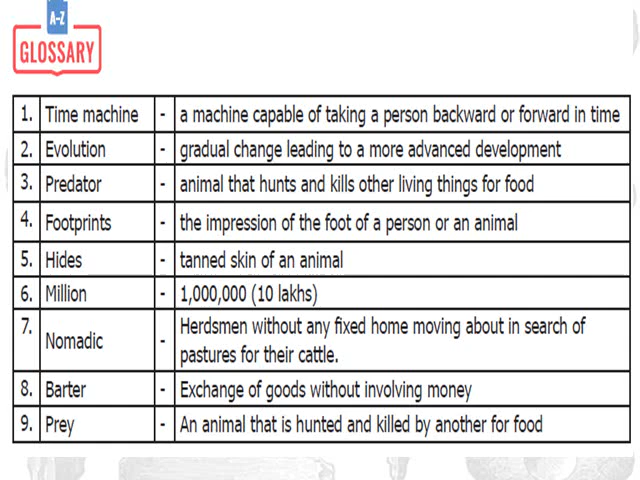 A-Z
GLOSSARY
1. Time machine - a machine capable of taking a person backward or forward in time
2. Evolution - gradual change leading to a more advanced development
3. Predator - animal that hunts and kills other living things for food
4. Footprints - the impression of the foot of a person or an animal
5. Hides - tanned skin of an animal
6. Million - 1,000,000 (10 lakhs)
7. Nomadic - Herdsmen without any fixed home moving about in search of
pastures for their cattle.
8. Barter - Exchange of goods without involving money
9. Prey - An animal that is hunted and killed by another for food